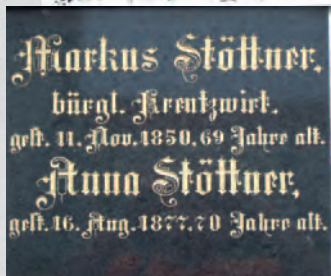 Markus Stöttner,
bürgl. Kreutzwirt.
gest. 11. Nov. 1850, 69 Jahre alt.
Anna Stöttner,
gest. 16. Aug. 1877. 70 Jahre alt.